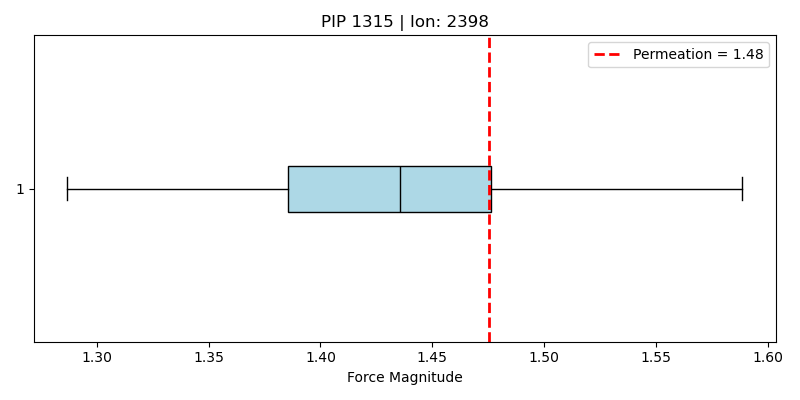 PIP 1315 | Ion: 2398
Permeation = 1.48
1
1.30 1.35 1.40 1.45 1.50 1.55 1.60
Force Magnitude